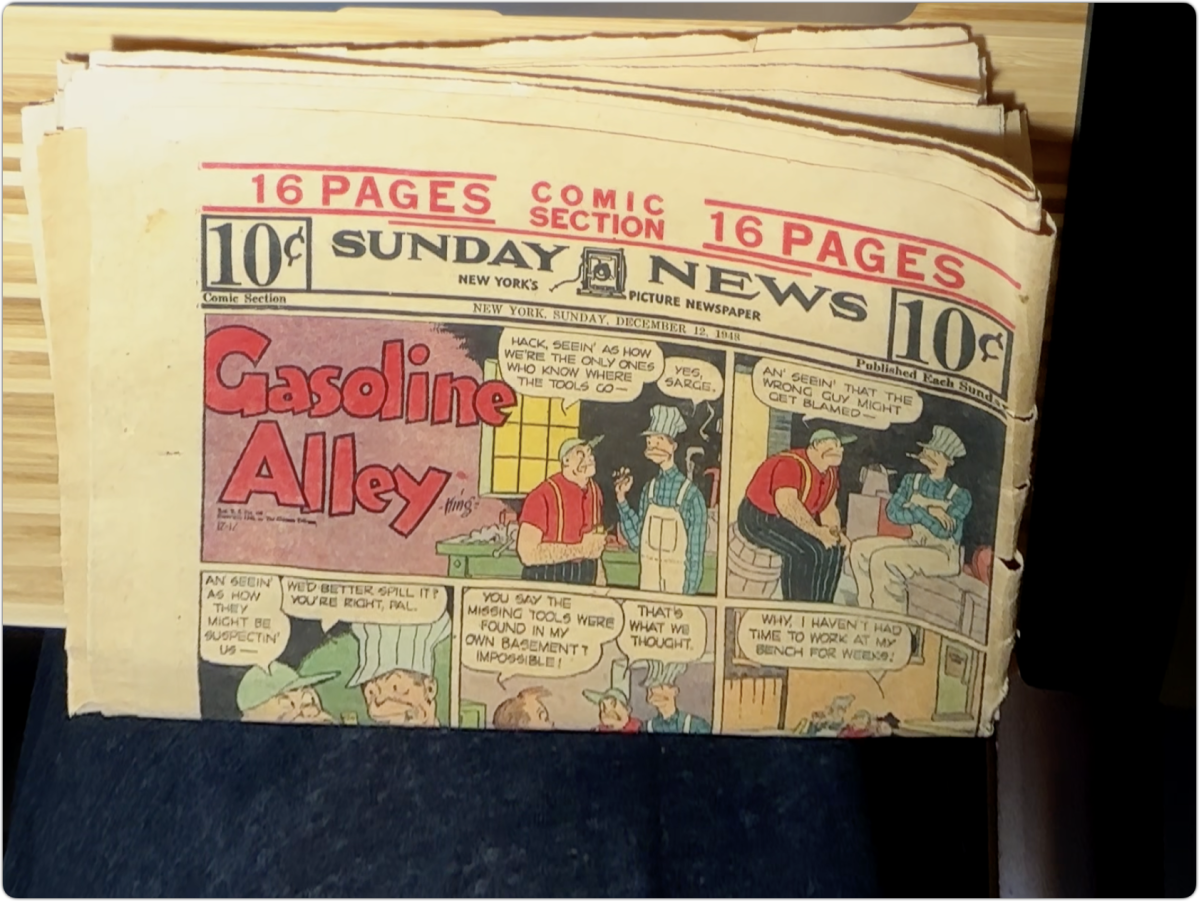 16 PAGES COMIC SECTION 16 PAGES
10¢ SUNDAY NEWS 10¢
NEW YORK'S PICTURE NEWSPAPER
Comic Section
NEW YORK, SUNDAY, DECEMBER 12, 1948
Published Each Sunday
Gasoline
Alley
King
HACK, SEEIN' AS HOW
WE'RE THE ONLY ONES
WHO KNOW WHERE
THE TOOLS GO—
YES,
SARGE.
AN' SEEIN' THAT THE
WRONG GUY MIGHT
GET BLAMED—
AN' SEEIN'
AS HOW
THEY
MIGHT BE
SUSPECTIN'
US—
WE'D BETTER SPILL IT?
YOU'RE RIGHT, PAL.
YOU SAY THE
MISSING TOOLS WERE
FOUND IN MY
OWN BASEMENT?
IMPOSSIBLE!
THAT'S
WHAT WE
THOUGHT.
WHY, I HAVEN'T HAD
TIME TO WORK AT MY
BENCH FOR WEEKS!